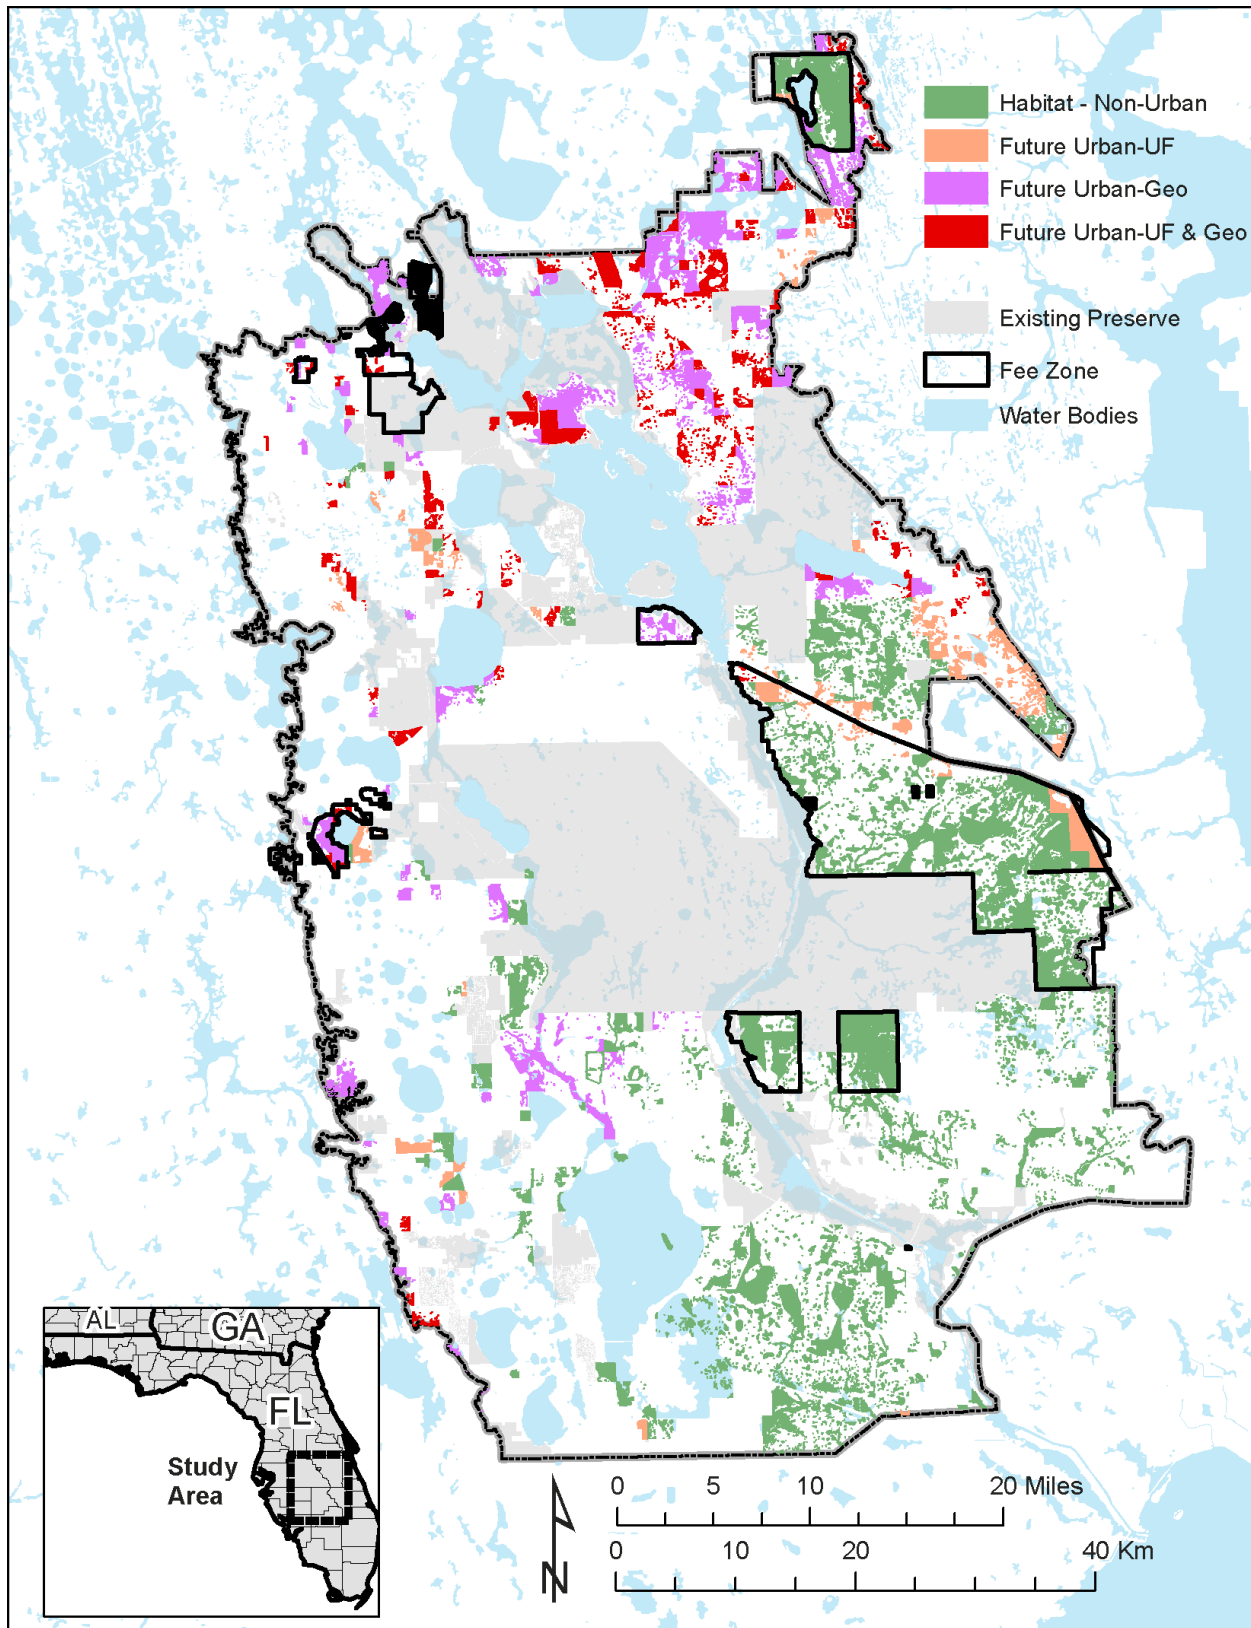 Habitat - Non-Urban
Future Urban-UF
Future Urban-Geo
Future Urban-UF & Geo
Existing Preserve
Fee Zone
Water Bodies
AL
GA
FL
Study
Area
N
0 5 10 20 Miles
0 10 20 40 Km